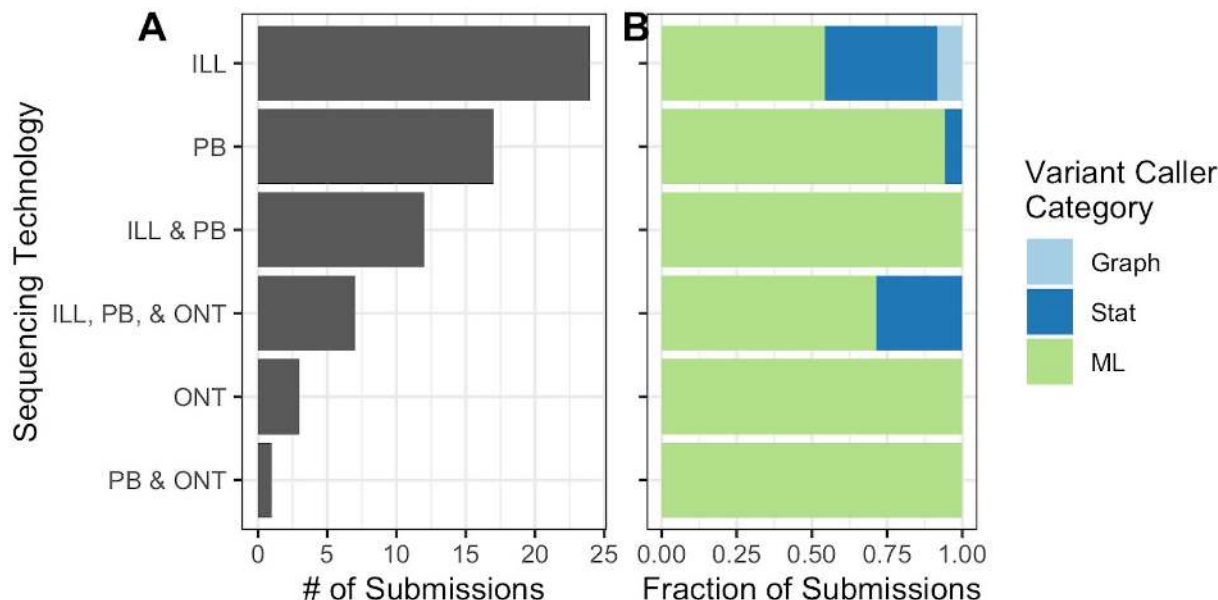 A
B
Sequencing Technology
ILL
PB
ILL & PB
ILL, PB, & ONT
ONT
PB & ONT
0 5 10 15 20 25
# of Submissions
0.00 0.25 0.50 0.75 1.00
Fraction of Submissions
Variant Caller
Category
Graph
Stat
ML